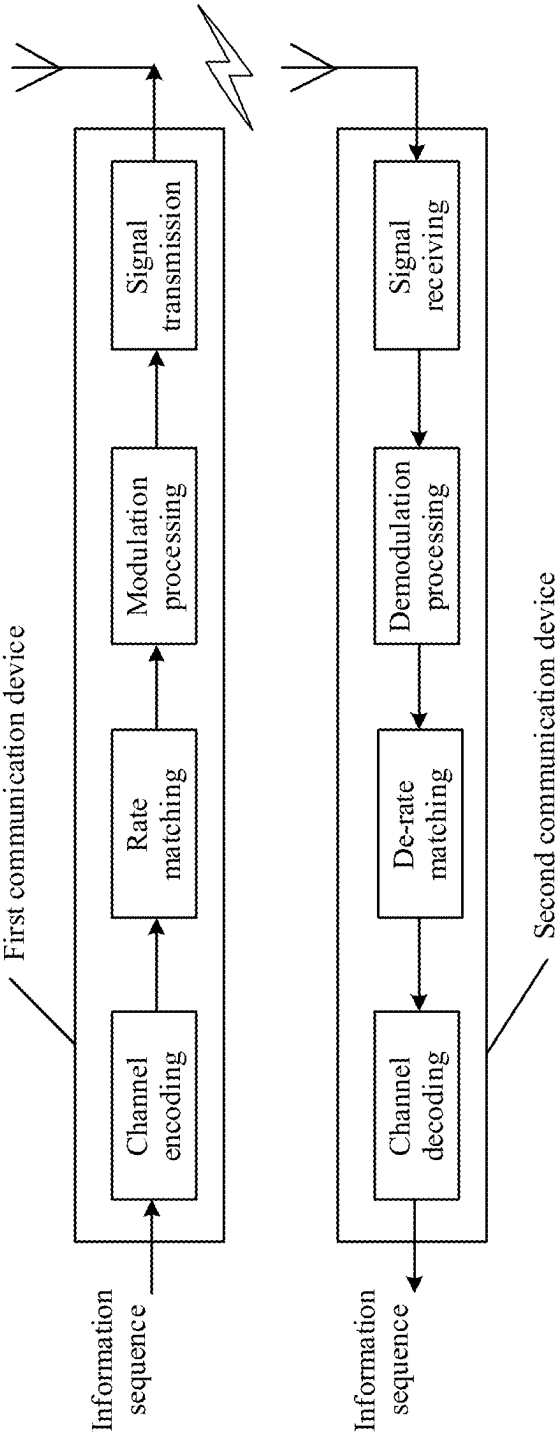 First communication device
Information
sequence
Channel
encoding
Rate
matching
Modulation
processing
Signal
transmission
Information
sequence
Channel
decoding
De-rate
matching
Demodulation
processing
Signal
receiving
Second communication device